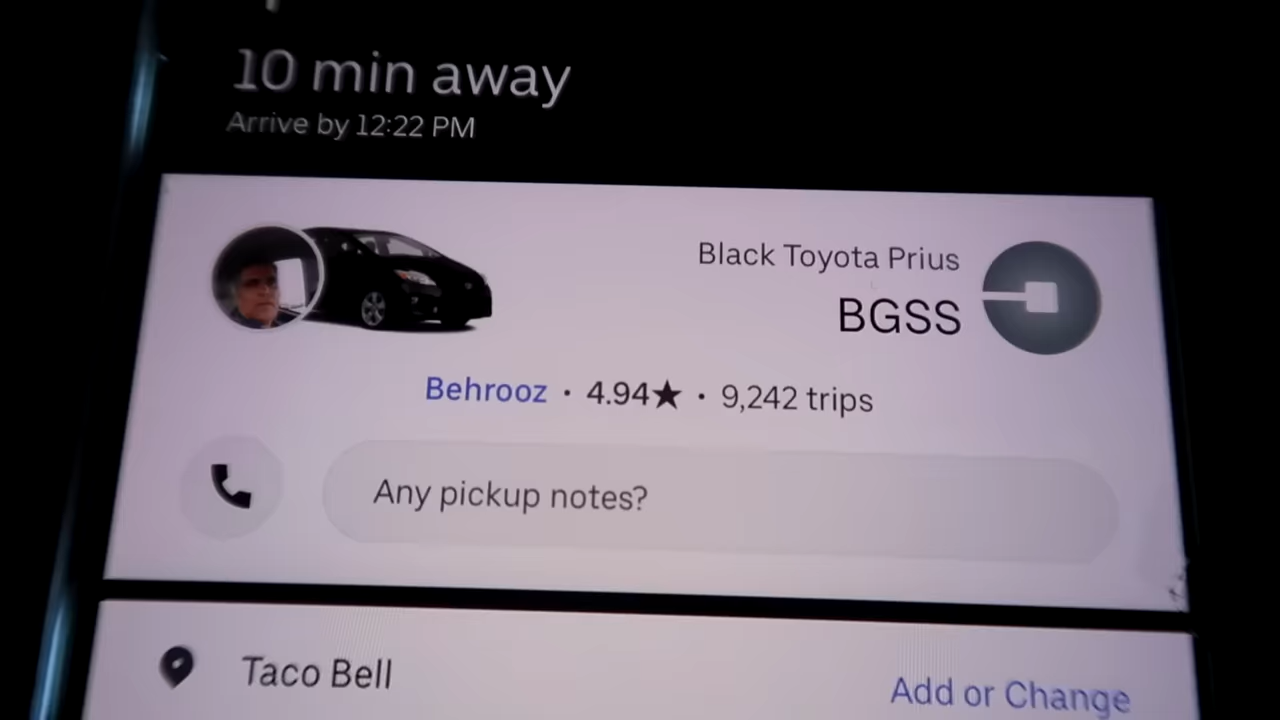 10 min away
Arrive by 12:22 PM
Black Toyota Prius
BGSS
Behrooz · 4.94★ · 9,242 trips
Any pickup notes?
Taco Bell
Add or Change